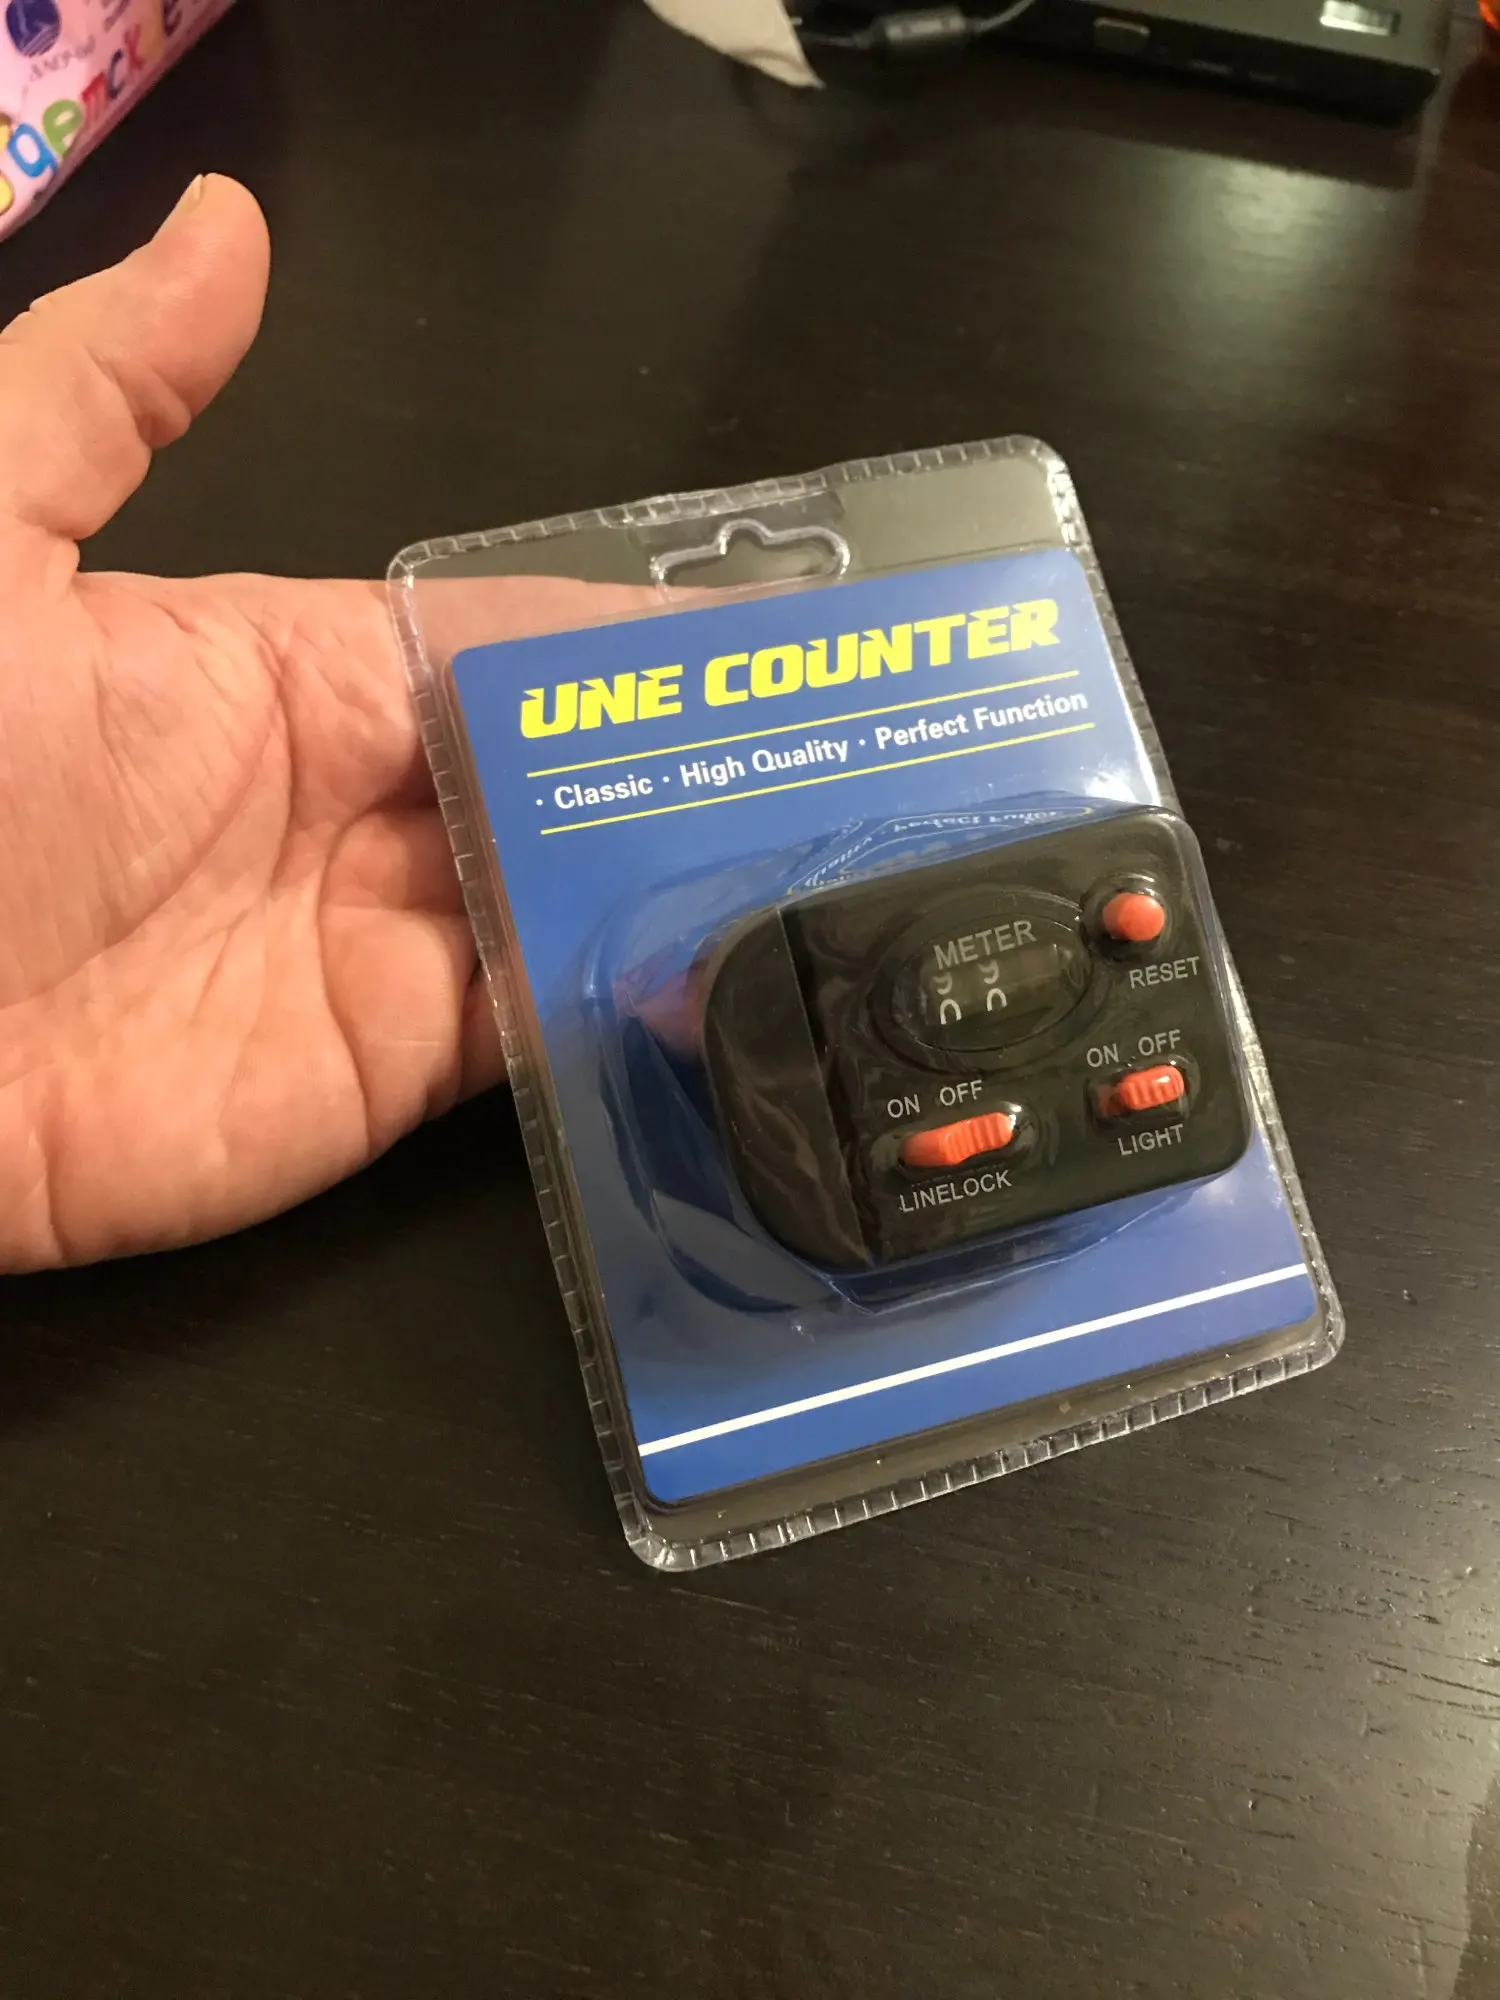 UNE COUNTER
· Classic · High Quality · Perfect Function
METER
RESET
ON OFF
LIGHT
ON OFF
LINELOCK